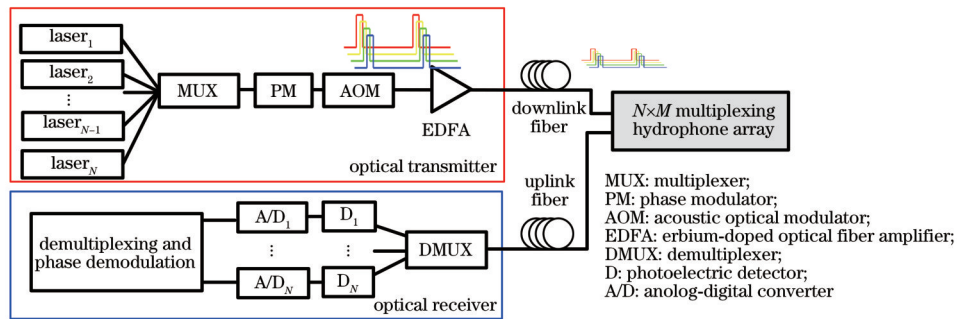 laser1
laser2
⋮
laserN−1
laserN
MUX
PM
AOM
EDFA
optical transmitter
downlink
fiber
N×M multiplexing
hydrophone array
uplink
fiber
demultiplexing and
phase demodulation
A/D1
D1
⋮
⋮
A/DN
DN
DMUX
optical receiver
MUX: multiplexer;
PM: phase modulator;
AOM: acoustic optical modulator;
EDFA: erbium-doped optical fiber amplifier;
DMUX: demultiplexer;
D: photoelectric detector;
A/D: anolog-digital converter